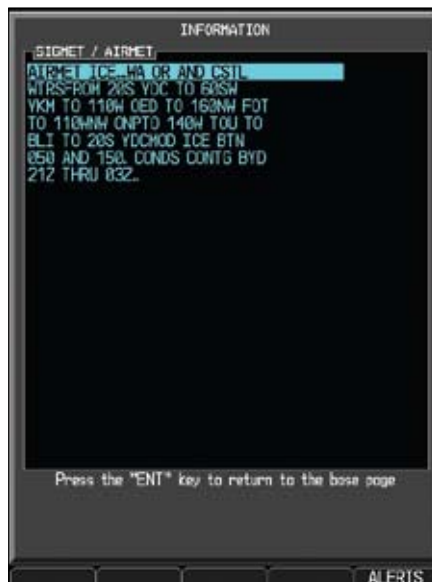 INFORMATION
SIGMET / AIRMET
AIRMET ICE...WA OR AND CSTL
WTRSFROM 20S YDC TO 60SW
YKM TO 110W OED TO 160NW FOT
TO 110WNW ONPTO 140W TOU TO
BLI TO 20S YDCMOD ICE BTN
050 AND 150. CONDS CONTG BYD
21Z THRU 03Z..
Press the "ENT" key to return to the base page
ALERTS